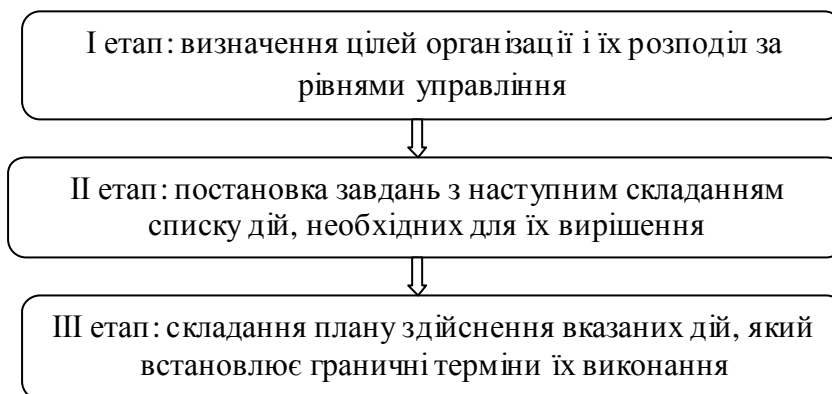 І етап: визначення цілей організації і їх розподіл за
рівнями управління
ІІ етап: постановка завдань з наступним складанням
списку дій, необхідних для їх вирішення
ІІІ етап: складання плану здійснення вказаних дій, який
встановлює граничні терміни їх виконання